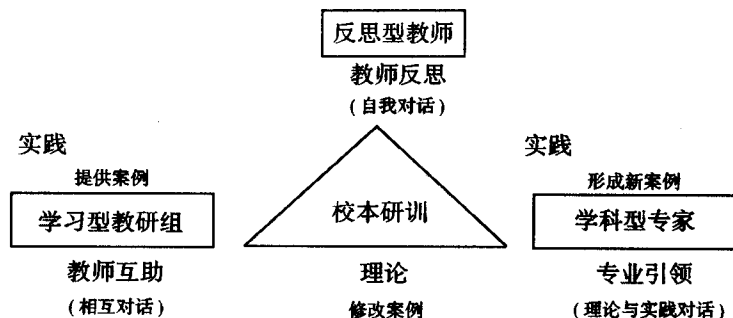 反思型教师
教师反思
(自我对话)
实践 实践
提供案例 形成新案例
学习型教研组 校本研训 学科型专家
教师互助 理论 专业引领
(相互对话) 修改案例 (理论与实践对话)